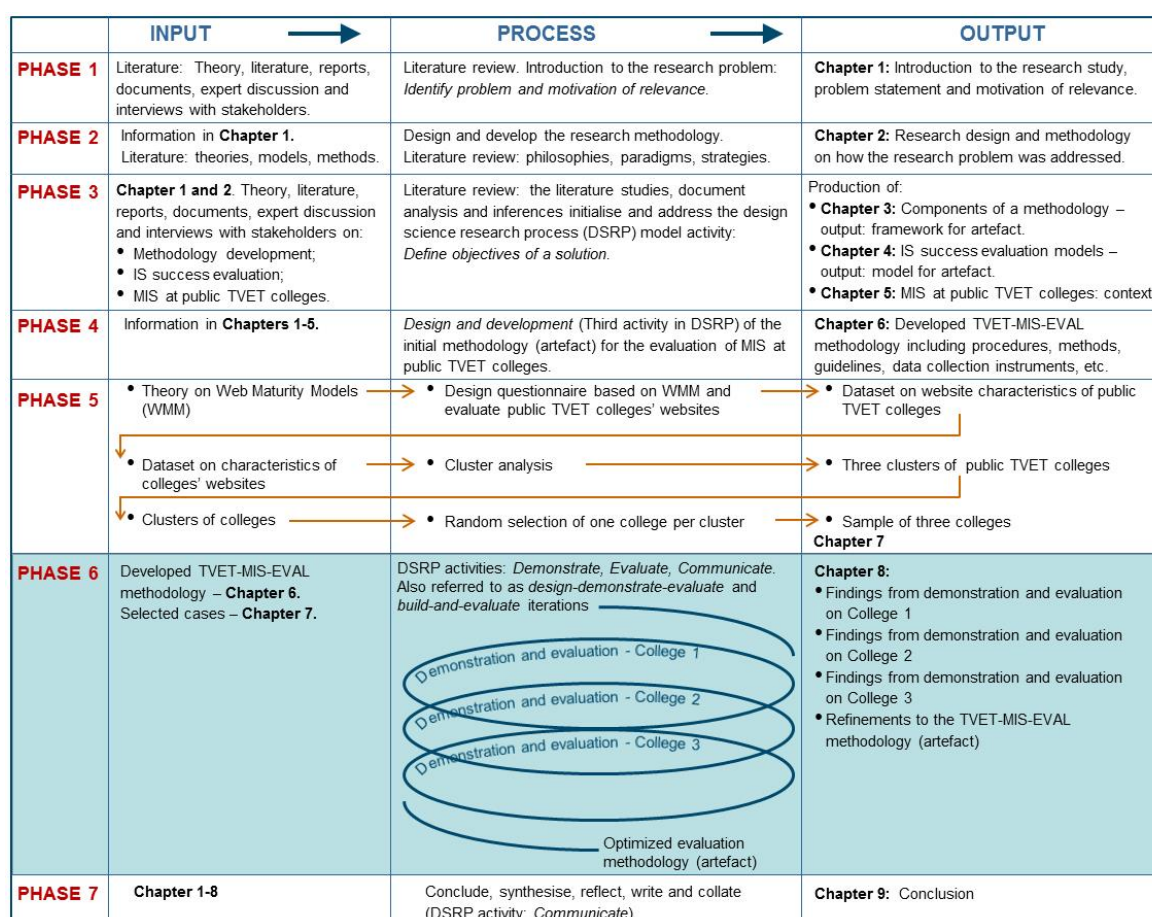 INPUT
PROCESS
OUTPUT
PHASE 1
Literature: Theory, literature, reports,
documents, expert discussion and
interviews with stakeholders.
Literature review. Introduction to the research problem:
Identify problem and motivation of relevance.
Chapter 1: Introduction to the research study,
problem statement and motivation of relevance.
PHASE 2
Information in Chapter 1.
Literature: theories, models, methods.
Design and develop the research methodology.
Literature review: philosophies, paradigms, strategies.
Chapter 2: Research design and methodology
on how the research problem was addressed.
PHASE 3
Chapter 1 and 2. Theory, literature,
reports, documents, expert discussion
and interviews with stakeholders on:
• Methodology development;
• IS success evaluation;
• MIS at public TVET colleges.
Literature review: the literature studies, document
analysis and inferences initialise and address the design
science research process (DSRP) model activity:
Define objectives of a solution.
Production of:
• Chapter 3: Components of a methodology –
output: framework for artefact.
• Chapter 4: IS success evaluation models –
output: model for artefact.
• Chapter 5: MIS at public TVET colleges: context
PHASE 4
Information in Chapters 1-5.
Design and development (Third activity in DSRP) of the
initial methodology (artefact) for the evaluation of MIS at
public TVET colleges.
Chapter 6: Developed TVET-MIS-EVAL
methodology including procedures, methods,
guidelines, data collection instruments, etc.
PHASE 5
• Theory on Web Maturity Models
(WMM)
• Design questionnaire based on WMM and
evaluate public TVET colleges' websites
• Dataset on website characteristics of public
TVET colleges
• Dataset on characteristics of
colleges' websites
• Cluster analysis
• Three clusters of public TVET colleges
• Clusters of colleges
• Random selection of one college per cluster
• Sample of three colleges
Chapter 7
PHASE 6
Developed TVET-MIS-EVAL
methodology – Chapter 6.
Selected cases – Chapter 7.
DSRP activities: Demonstrate, Evaluate, Communicate.
Also referred to as design-demonstrate-evaluate and
build-and-evaluate iterations
Demonstration and evaluation - College 1
Demonstration and evaluation - College 2
Demonstration and evaluation - College 3
Optimized evaluation
methodology (artefact)
Chapter 8:
• Findings from demonstration and evaluation
on College 1
• Findings from demonstration and evaluation
on College 2
• Findings from demonstration and evaluation
on College 3
• Refinements to the TVET-MIS-EVAL
methodology (artefact)
PHASE 7
Chapter 1-8
Conclude, synthesise, reflect, write and collate
(DSRP activity: Communicate)
Chapter 9: Conclusion